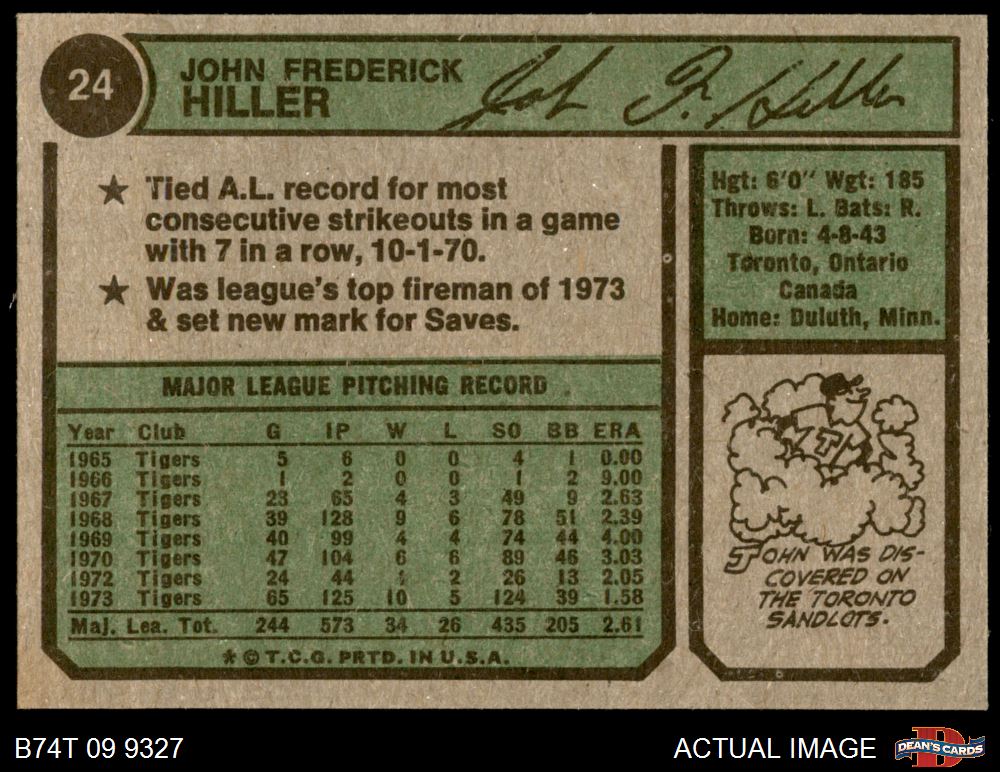 24
JOHN FREDERICK
HILLER
John F. Hiller
★ Tied A.L. record for most
consecutive strikeouts in a game
with 7 in a row, 10-1-70.
★ Was league's top fireman of 1973
& set new mark for Saves.
Hgt: 6'0" Wgt: 185
Throws: L. Bats: R.
Born: 4-8-43
Toronto, Ontario
Canada
Home: Duluth, Minn.
MAJOR LEAGUE PITCHING RECORD
Year Club G IP W L SO BB ERA
1965 Tigers 5 6 0 0 4 1 0.00
1966 Tigers 1 2 0 0 1 2 9.00
1967 Tigers 23 65 4 3 49 9 2.63
1968 Tigers 39 128 9 6 78 51 2.39
1969 Tigers 40 99 4 4 74 44 4.00
1970 Tigers 47 104 6 6 89 46 3.03
1972 Tigers 24 44 1 2 26 13 2.05
1973 Tigers 65 125 10 5 124 39 1.58
Maj. Lea. Tot. 244 573 34 26 435 205 2.61
* © T.C.G. PRTD. IN U.S.A.
JOHN WAS DIS-
COVERED ON
THE TORONTO
SANDLOTS.
B74T 09 9327
ACTUAL IMAGE
DEAN'S CARDS